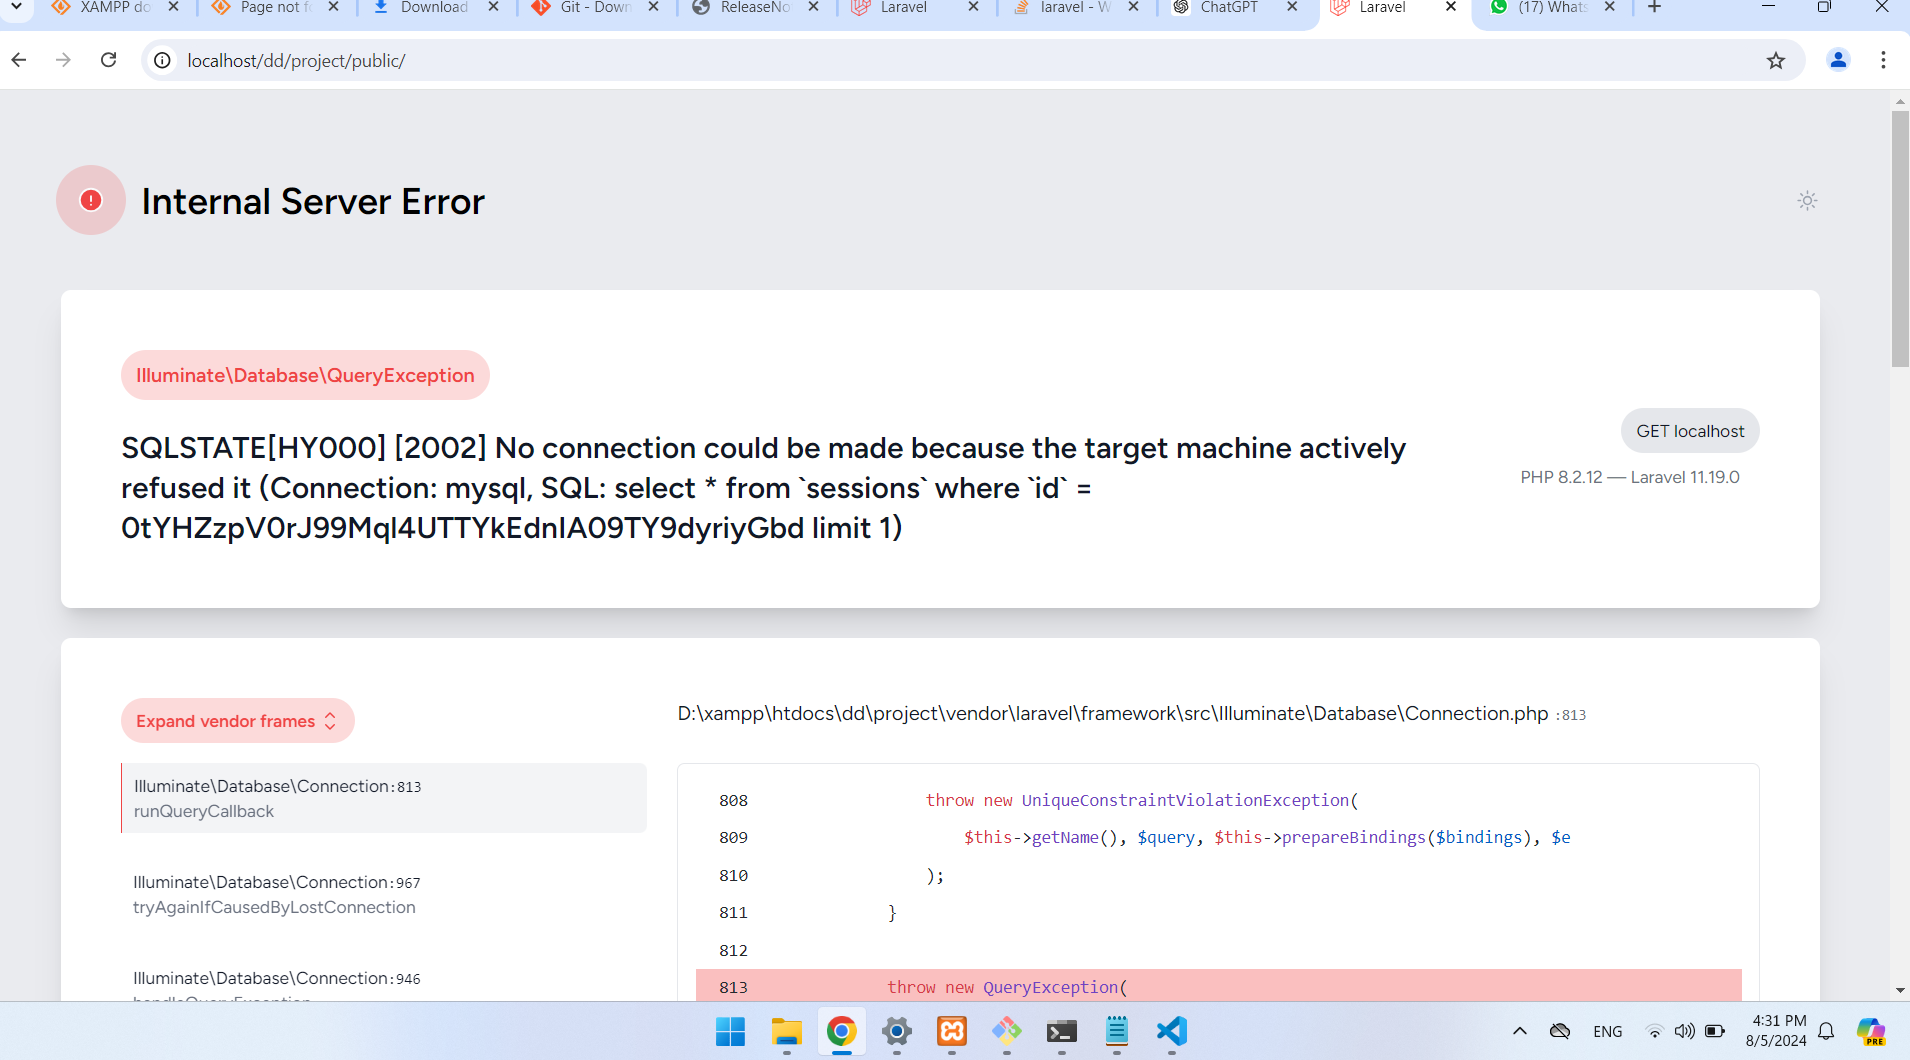 XAMPP do
Page not f
Download
Git - Down
ReleaseNo
Laravel
laravel - W
ChatGPT
Laravel
(17) Whats
localhost/dd/project/public/
Internal Server Error
Illuminate\Database\QueryException
SQLSTATE[HY000] [2002] No connection could be made because the target machine actively
refused it (Connection: mysql, SQL: select * from `sessions` where `id` =
0tYHZzpV0rJ99Mql4UTTYkEdnIA09TY9dyriyGbd limit 1)
GET localhost
PHP 8.2.12 — Laravel 11.19.0
Expand vendor frames
Illuminate\Database\Connection:813
runQueryCallback
Illuminate\Database\Connection:967
tryAgainIfCausedByLostConnection
Illuminate\Database\Connection:946
handleQueryException
D:\xampp\htdocs\dd\project\vendor\laravel\framework\src\Illuminate\Database\Connection.php :813
808 throw new UniqueConstraintViolationException(
809 $this->getName(), $query, $this->prepareBindings($bindings), $e
810 );
811 }
812
813 throw new QueryException(
ENG
4:31 PM
8/5/2024
PRE